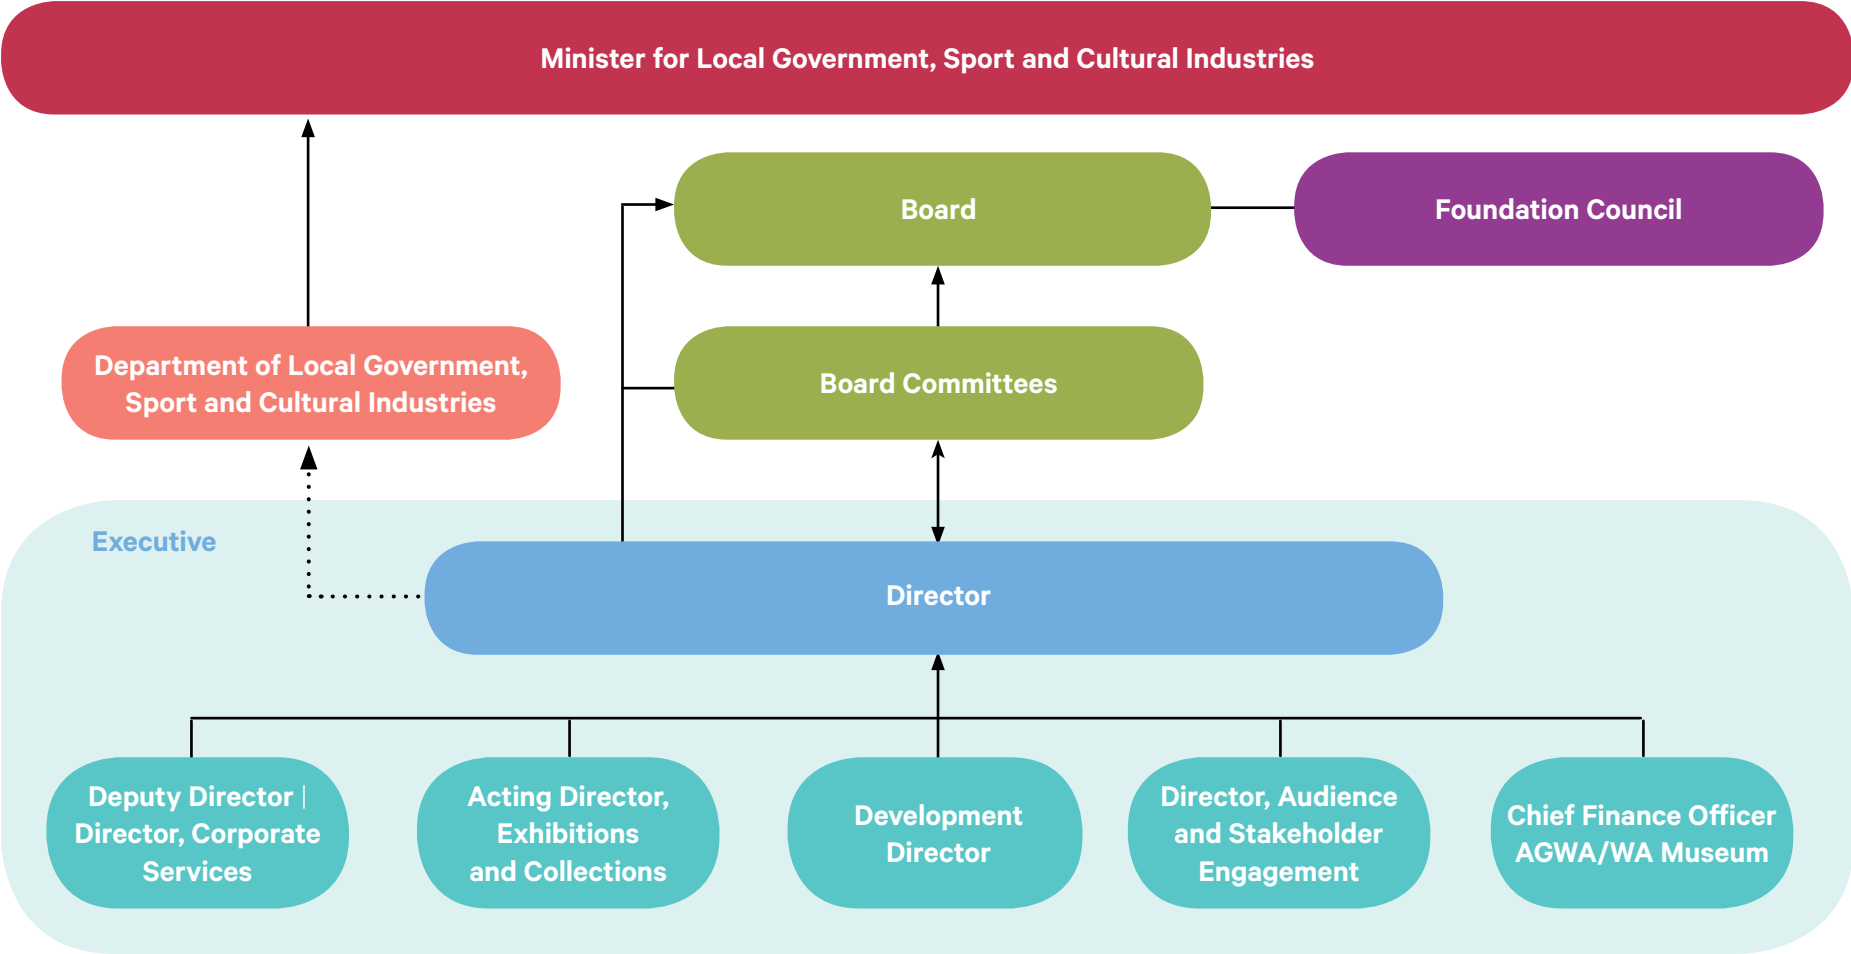 Minister for Local Government, Sport and Cultural Industries
Board
Foundation Council
Department of Local Government,
Sport and Cultural Industries
Board Committees
Executive
Director
Deputy Director |
Director, Corporate
Services
Acting Director,
Exhibitions
and Collections
Development
Director
Director, Audience
and Stakeholder
Engagement
Chief Finance Officer
AGWA/WA Museum